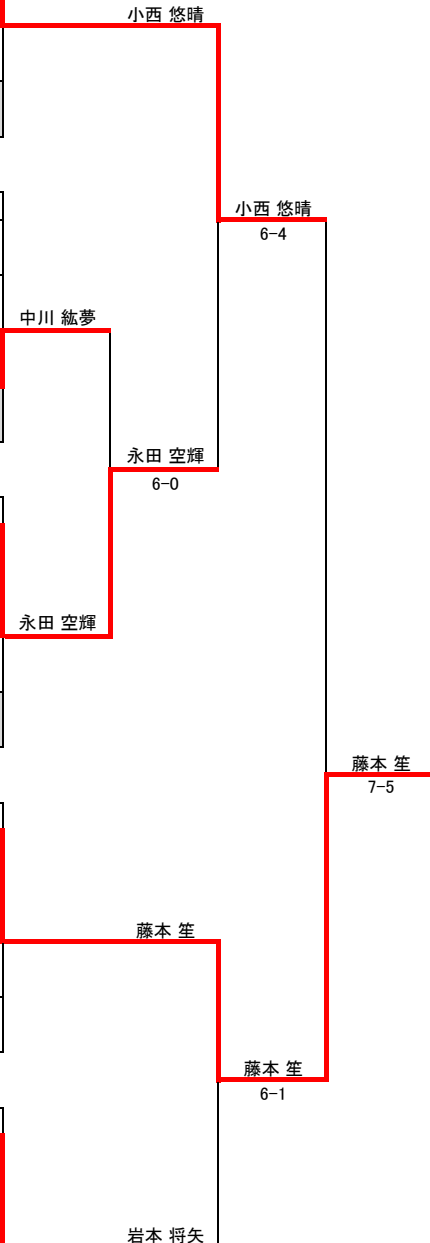 小西 悠晴
小西 悠晴
6-4
中川 紘夢
永田 空輝
6-0
永田 空輝
藤本 笙
7-5
藤本 笙
藤本 笙
6-1
岩本 将矢